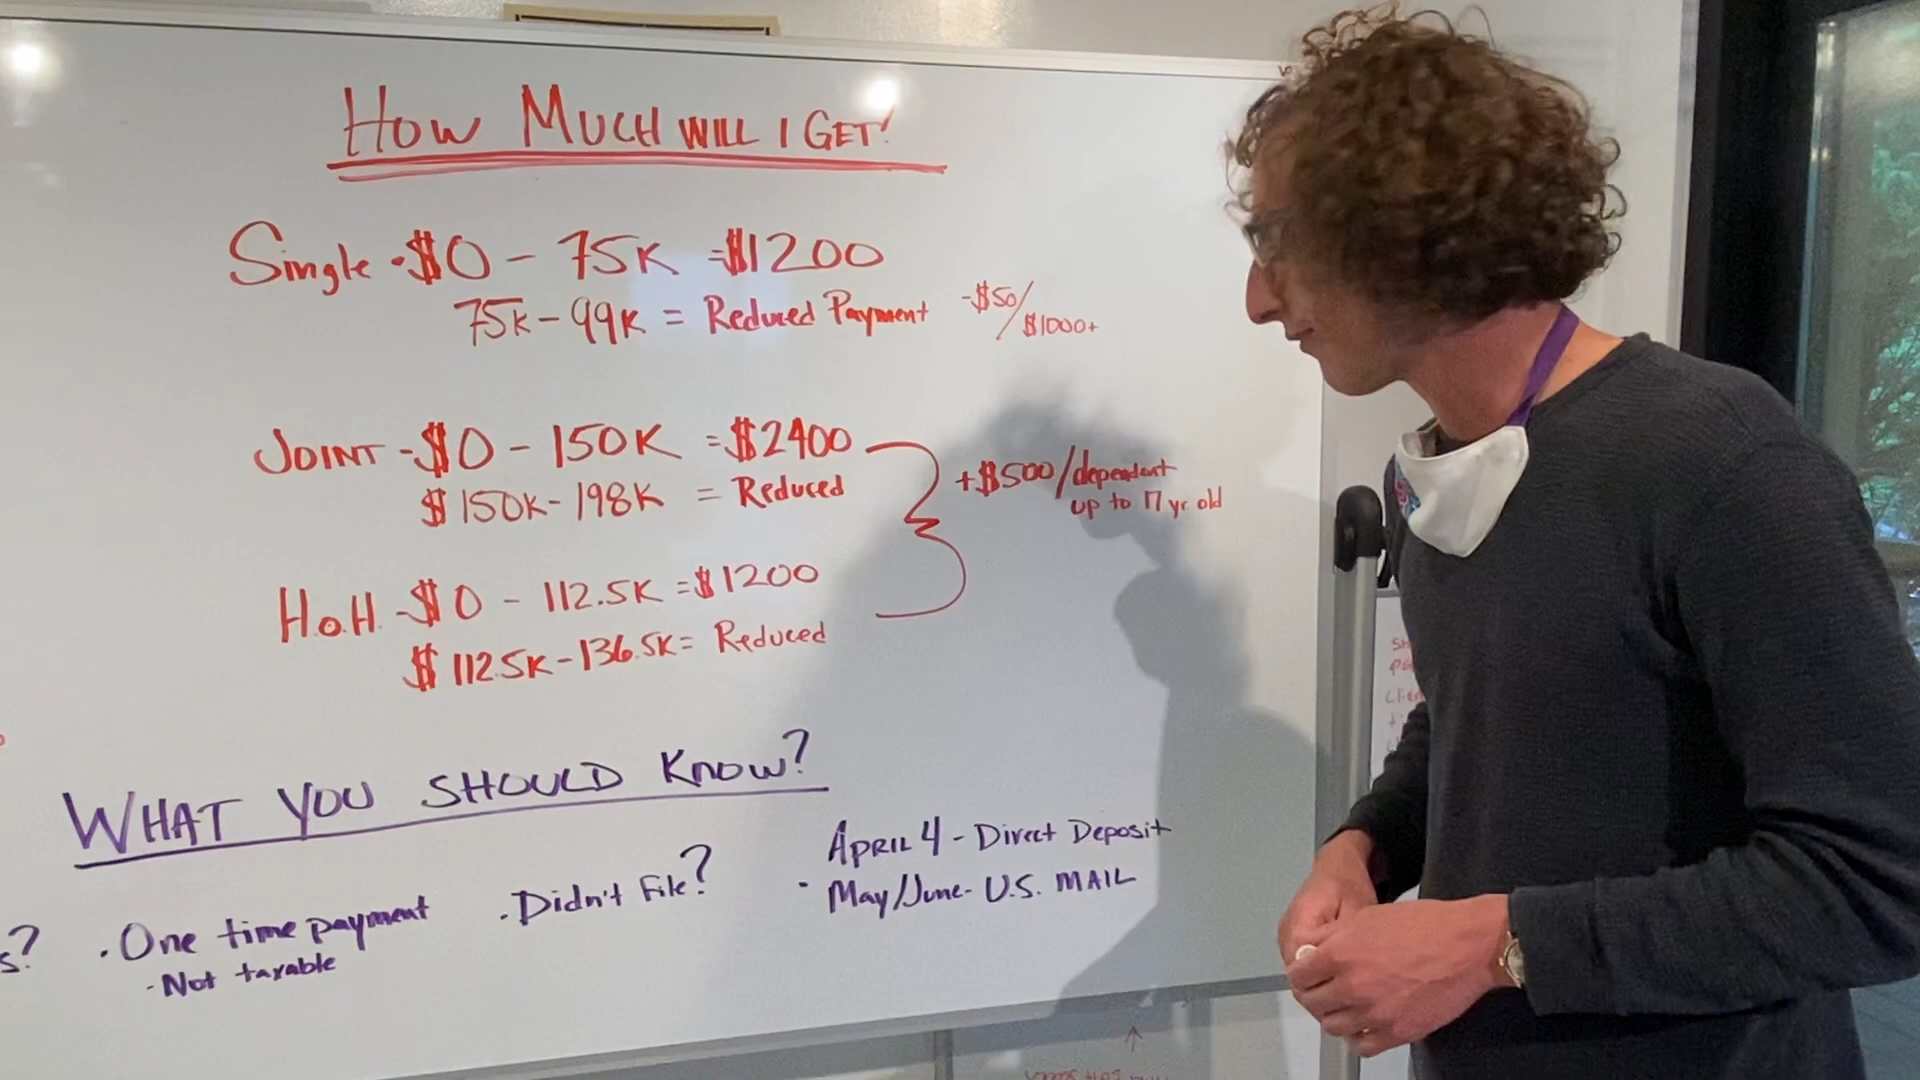 HOW MUCH WILL I GET!
Single - $0 - 75K = $1200
75K - 99K = Reduced Payment -$50/$1000+
JOINT - $0 - 150K = $2400
$150K - 198K = Reduced
+$500/dependent
up to 17 yr old
H.o.H. - $0 - 112.5K = $1200
$112.5K - 136.5K = Reduced
WHAT YOU SHOULD KNOW?
s?
· One time payment
- Not taxable
· Didn't File?
APRIL 4 - Direct Deposit
· May/June - U.S. MAIL